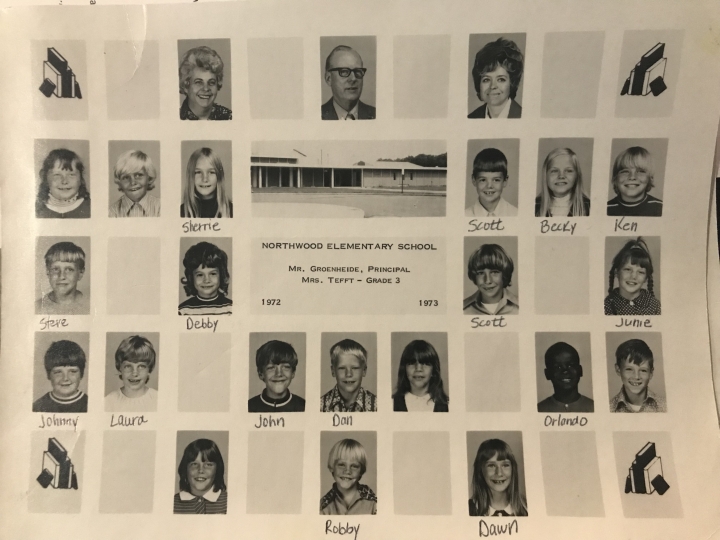 Sherrie
Scott
Becky
Ken
NORTHWOOD ELEMENTARY SCHOOL
MR. GROENHEIDE, PRINCIPAL
MRS. TEFFT – GRADE 3
1972 1973
Steve
Debby
Scott
Junie
Johnny
Laura
John
Dan
Orlando
Robby
Dawn